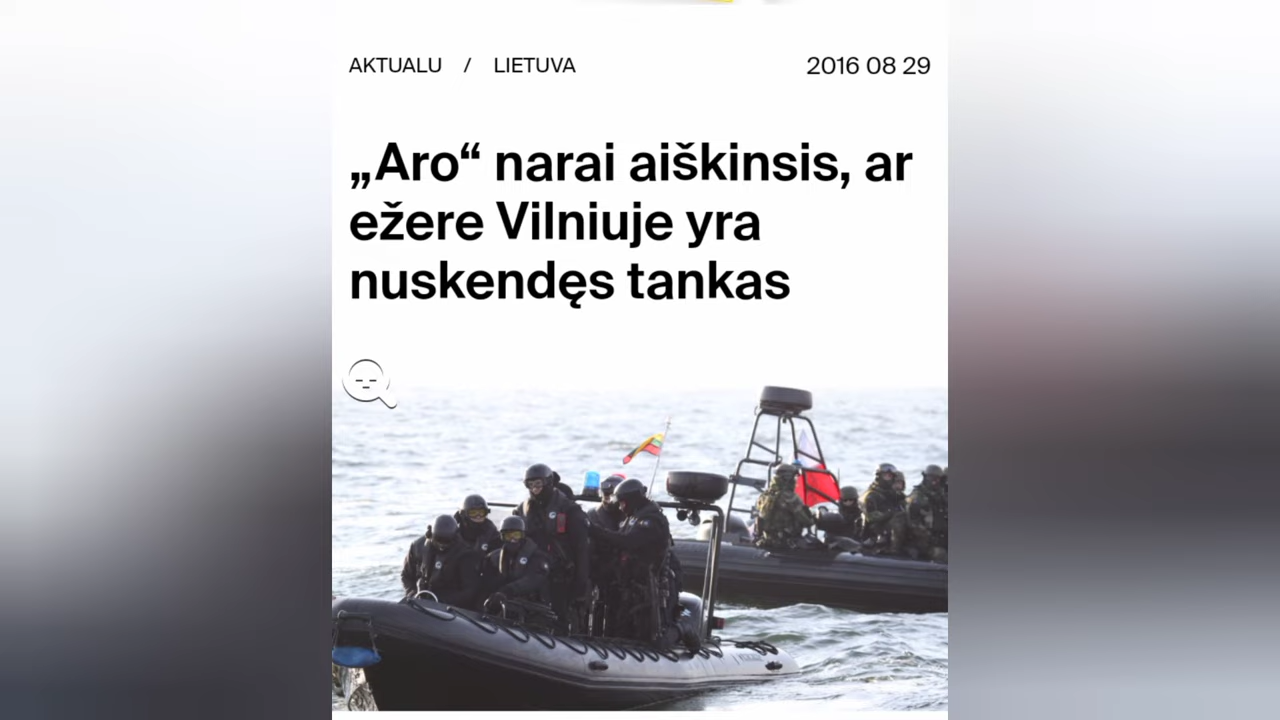 AKTUALU / LIETUVA 2016 08 29
„Aro“ narai aiškinsis, ar
ežere Vilniuje yra
nuskendęs tankas